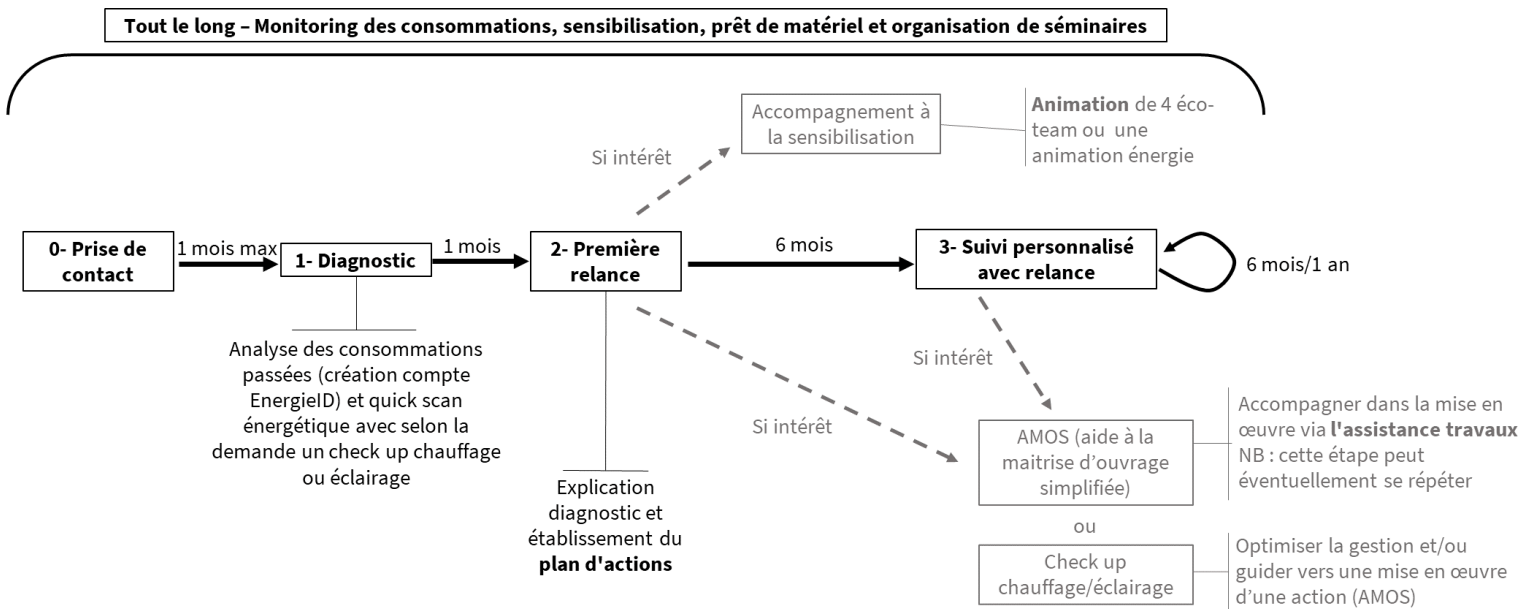 Tout le long – Monitoring des consommations, sensibilisation, prêt de matériel et organisation de séminaires
Accompagnement à
la sensibilisation
Animation de 4 éco-
team ou une
animation énergie
Si intérêt
0- Prise de
contact
1 mois max
1- Diagnostic
1 mois
2- Première
relance
6 mois
3- Suivi personnalisé
avec relance
6 mois/1 an
Analyse des consommations
passées (création compte
EnergieID) et quick scan
énergétique avec selon la
demande un check up chauffage
ou éclairage
Explication
diagnostic et
établissement du
plan d'actions
Si intérêt
Si intérêt
AMOS (aide à la
maitrise d’ouvrage
simplifiée)
Accompagner dans la mise en
œuvre via l'assistance travaux
NB : cette étape peut
éventuellement se répéter
ou
Check up
chauffage/éclairage
Optimiser la gestion et/ou
guider vers une mise en œuvre
d’une action (AMOS)